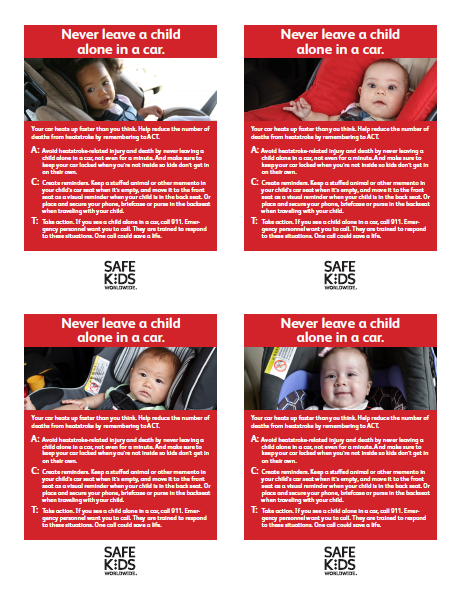 Never leave a child
alone in a car.
Your car heats up faster than you think. Help reduce the number of
deaths from heatstroke by remembering to ACT.
A: Avoid heatstroke-related injury and death by never leaving a
child alone in a car, not even for a minute. And make sure to
keep your car locked when you're not inside so kids don't get in
on their own.
C: Create reminders. Keep a stuffed animal or other memento in
your child's car seat when it's empty, and move it to the front
seat as a visual reminder when your child is in the back seat. Or
place and secure your phone, briefcase or purse in the backseat
when traveling with your child.
T: Take action. If you see a child alone in a car, call 911. Emer-
gency personnel want you to call. They are trained to respond
to these situations. One call could save a life.
SAFE
KIDS
WORLDWIDE.
Never leave a child
alone in a car.
Your car heats up faster than you think. Help reduce the number of
deaths from heatstroke by remembering to ACT.
A: Avoid heatstroke-related injury and death by never leaving a
child alone in a car, not even for a minute. And make sure to
keep your car locked when you're not inside so kids don't get in
on their own.
C: Create reminders. Keep a stuffed animal or other memento in
your child's car seat when it's empty, and move it to the front
seat as a visual reminder when your child is in the back seat. Or
place and secure your phone, briefcase or purse in the backseat
when traveling with your child.
T: Take action. If you see a child alone in a car, call 911. Emer-
gency personnel want you to call. They are trained to respond
to these situations. One call could save a life.
SAFE
KIDS
WORLDWIDE.
Never leave a child
alone in a car.
Your car heats up faster than you think. Help reduce the number of
deaths from heatstroke by remembering to ACT.
A: Avoid heatstroke-related injury and death by never leaving a
child alone in a car, not even for a minute. And make sure to
keep your car locked when you're not inside so kids don't get in
on their own.
C: Create reminders. Keep a stuffed animal or other memento in
your child's car seat when it's empty, and move it to the front
seat as a visual reminder when your child is in the back seat. Or
place and secure your phone, briefcase or purse in the backseat
when traveling with your child.
T: Take action. If you see a child alone in a car, call 911. Emer-
gency personnel want you to call. They are trained to respond
to these situations. One call could save a life.
SAFE
KIDS
WORLDWIDE.
Never leave a child
alone in a car.
Your car heats up faster than you think. Help reduce the number of
deaths from heatstroke by remembering to ACT.
A: Avoid heatstroke-related injury and death by never leaving a
child alone in a car, not even for a minute. And make sure to
keep your car locked when you're not inside so kids don't get in
on their own.
C: Create reminders. Keep a stuffed animal or other memento in
your child's car seat when it's empty, and move it to the front
seat as a visual reminder when your child is in the back seat. Or
place and secure your phone, briefcase or purse in the backseat
when traveling with your child.
T: Take action. If you see a child alone in a car, call 911. Emer-
gency personnel want you to call. They are trained to respond
to these situations. One call could save a life.
SAFE
KIDS
WORLDWIDE.